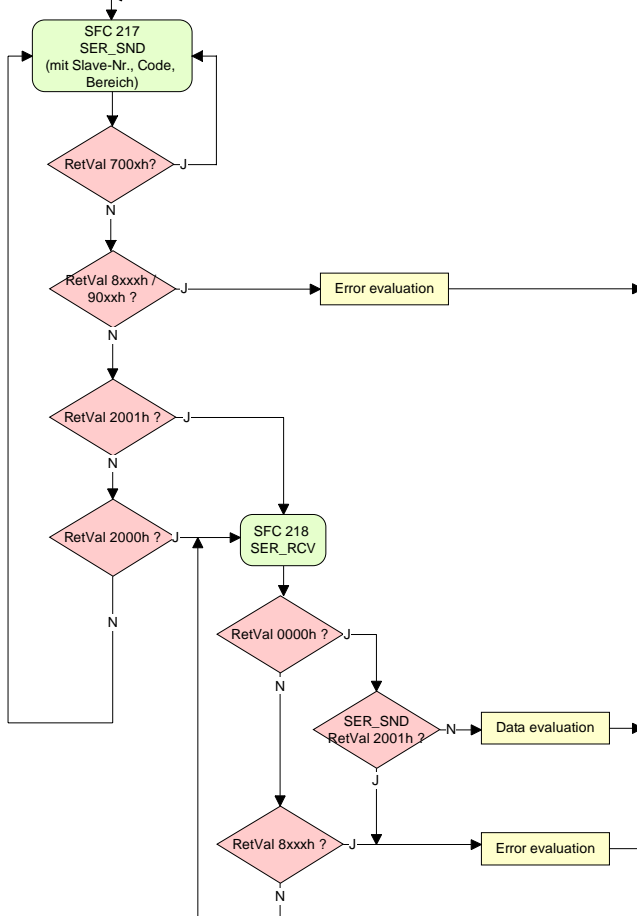 SFC 217
SER_SND
(mit Slave-Nr., Code,
Bereich)
RetVal 700xh?
J
N
RetVal 8xxxh /
90xxh ?
J
Error evaluation
N
RetVal 2001h ?
J
N
RetVal 2000h ?
J
SFC 218
SER_RCV
N
RetVal 0000h ?
J
N
SER_SND
RetVal 2001h ?
N
Data evaluation
J
RetVal 8xxxh ?
J
Error evaluation
N